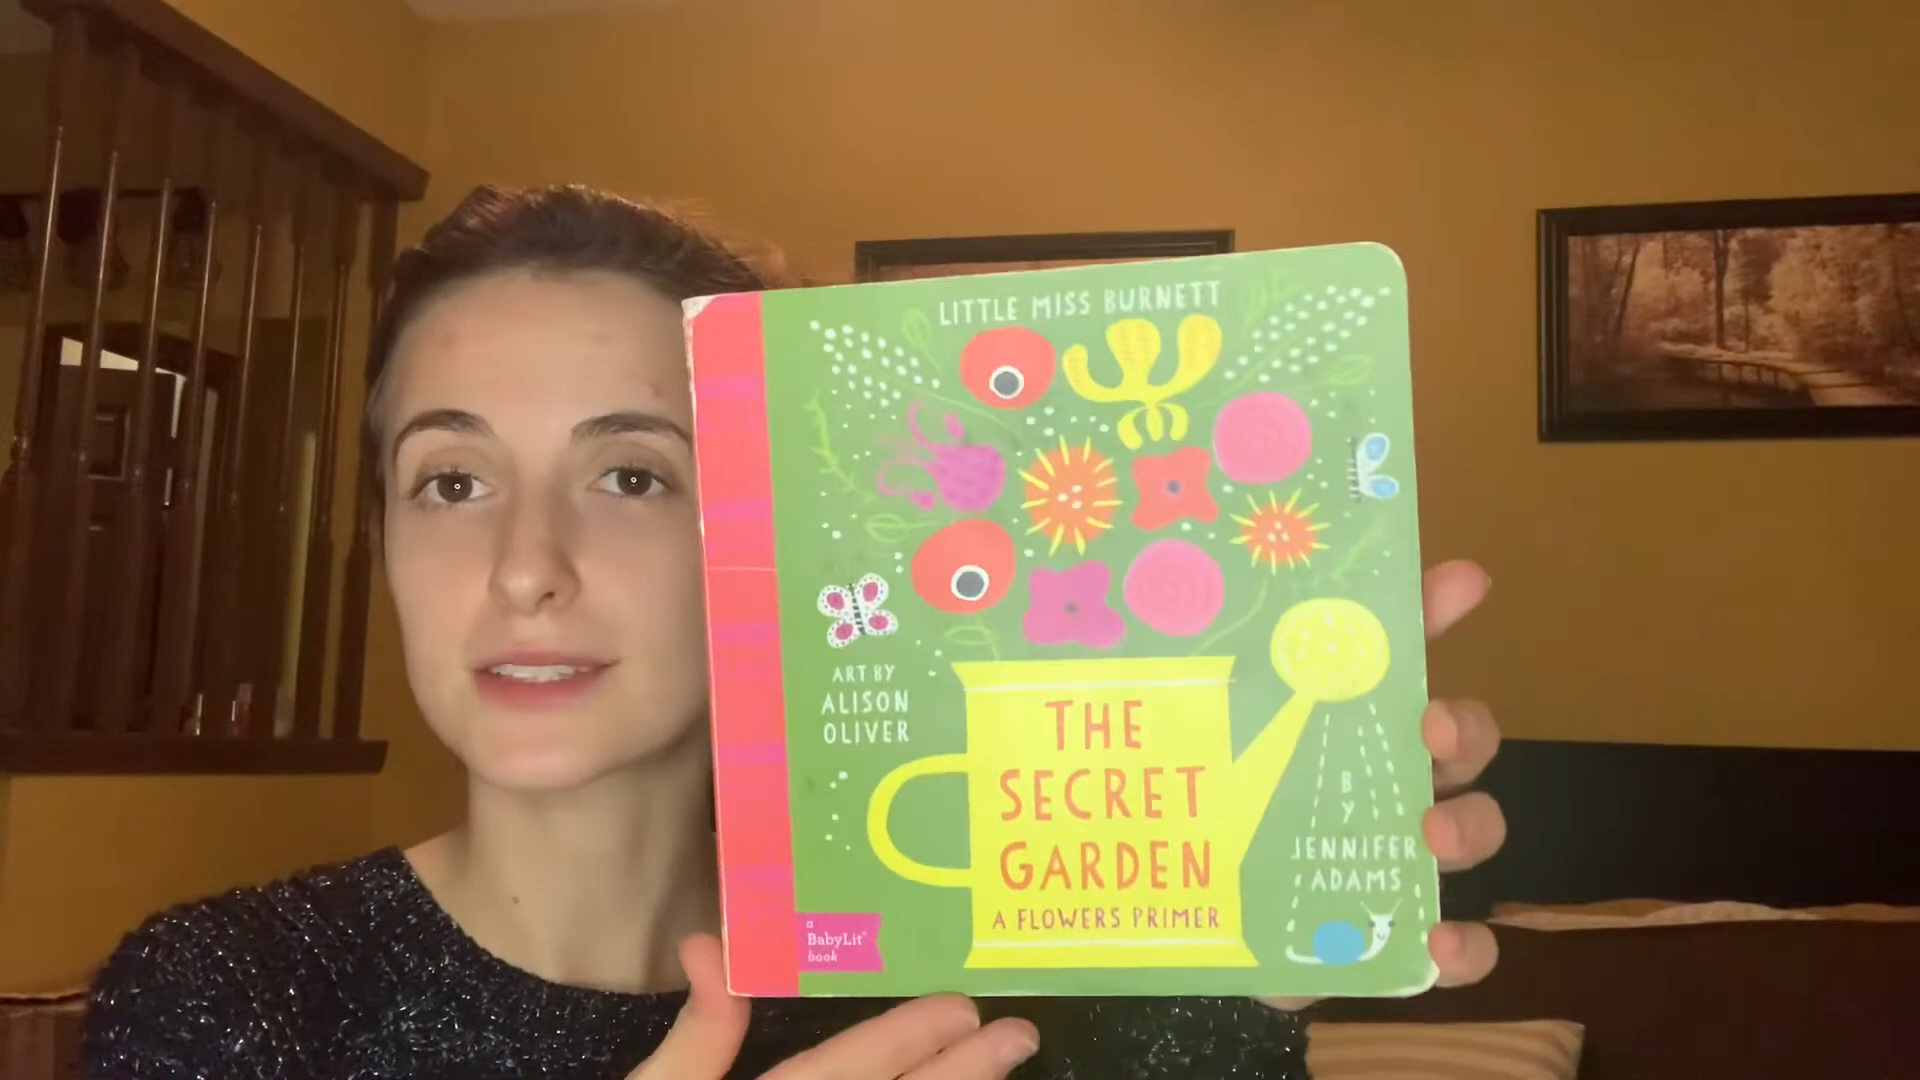 LITTLE MISS BURNETT
ART BY
ALISON
OLIVER
THE
SECRET
GARDEN
A FLOWERS PRIMER
BY
JENNIFER
ADAMS
a
BabyLit®
book